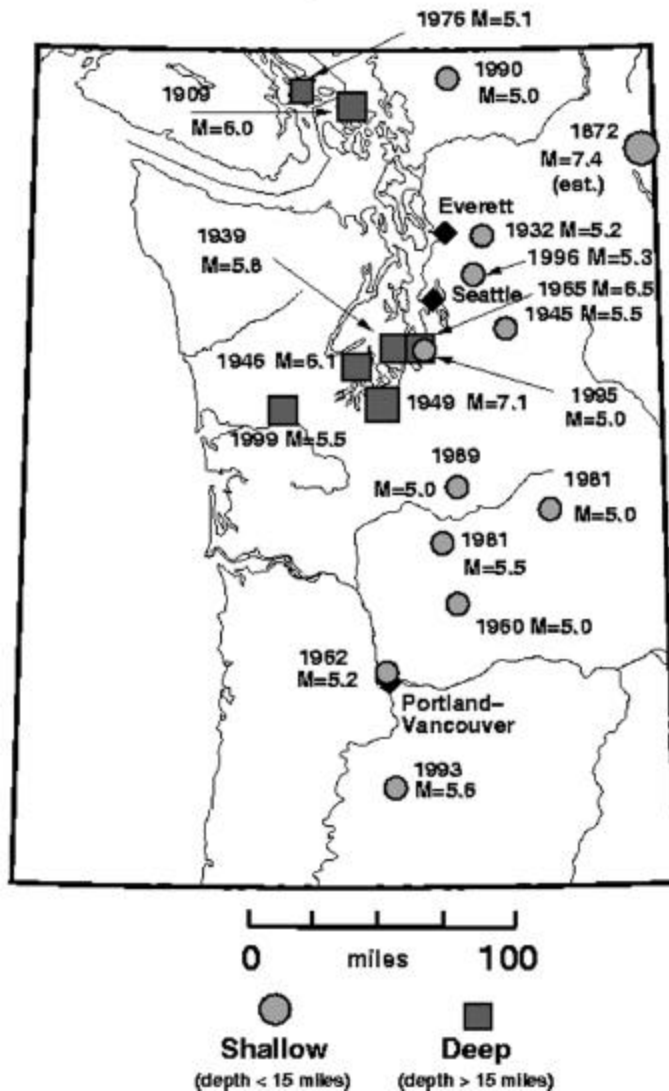 1976 M=5.1
1909
M=6.0
1990
M=5.0
1872
M=7.4
(est.)
Everett
1932 M=5.2
1996 M=5.3
1939
M=5.8
Seattle
1965 M=6.5
1945 M=5.5
1946 M=6.1
1949 M=7.1
1995
M=5.0
1999 M=5.5
1989
M=5.0
1981
M=5.0
1981
M=5.5
1960 M=5.0
1962
M=5.2
Portland–
Vancouver
1993
M=5.6
0 miles 100
Shallow
(depth < 15 miles)
Deep
(depth > 15 miles)